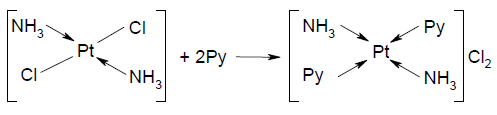 NH3 Cl NH3 Py
Pt + 2Py Pt Cl2
Cl NH3 Py NH3